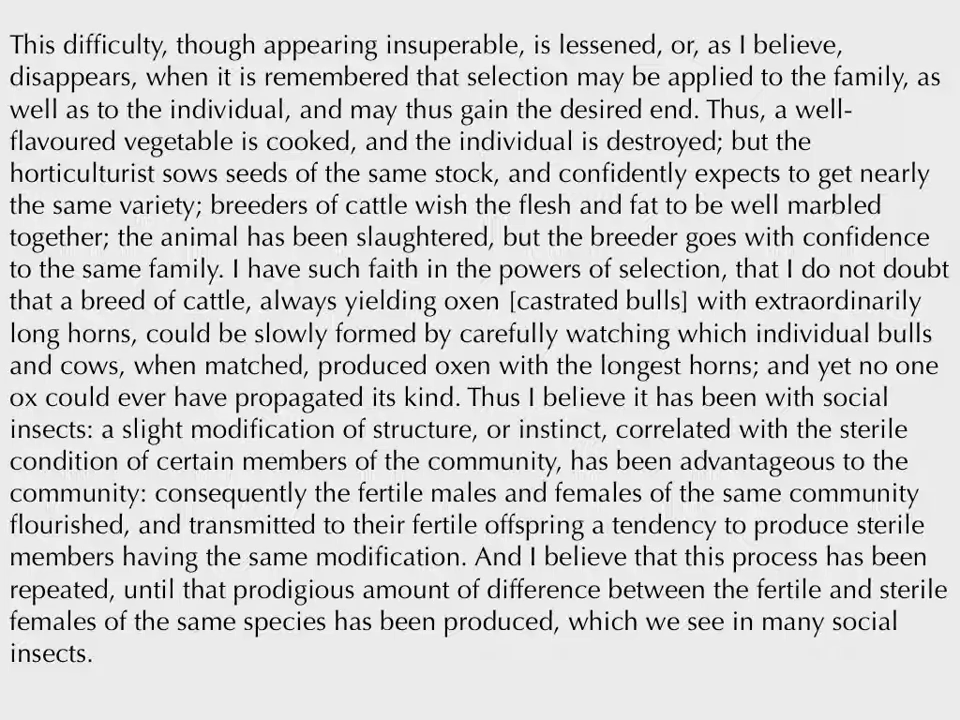 This difficulty, though appearing insuperable, is lessened, or, as I believe,
disappears, when it is remembered that selection may be applied to the family, as
well as to the individual, and may thus gain the desired end. Thus, a well-
flavoured vegetable is cooked, and the individual is destroyed; but the
horticulturist sows seeds of the same stock, and confidently expects to get nearly
the same variety; breeders of cattle wish the flesh and fat to be well marbled
together; the animal has been slaughtered, but the breeder goes with confidence
to the same family. I have such faith in the powers of selection, that I do not doubt
that a breed of cattle, always yielding oxen [castrated bulls] with extraordinarily
long horns, could be slowly formed by carefully watching which individual bulls
and cows, when matched, produced oxen with the longest horns; and yet no one
ox could ever have propagated its kind. Thus I believe it has been with social
insects: a slight modification of structure, or instinct, correlated with the sterile
condition of certain members of the community, has been advantageous to the
community: consequently the fertile males and females of the same community
flourished, and transmitted to their fertile offspring a tendency to produce sterile
members having the same modification. And I believe that this process has been
repeated, until that prodigious amount of difference between the fertile and sterile
females of the same species has been produced, which we see in many social
insects.